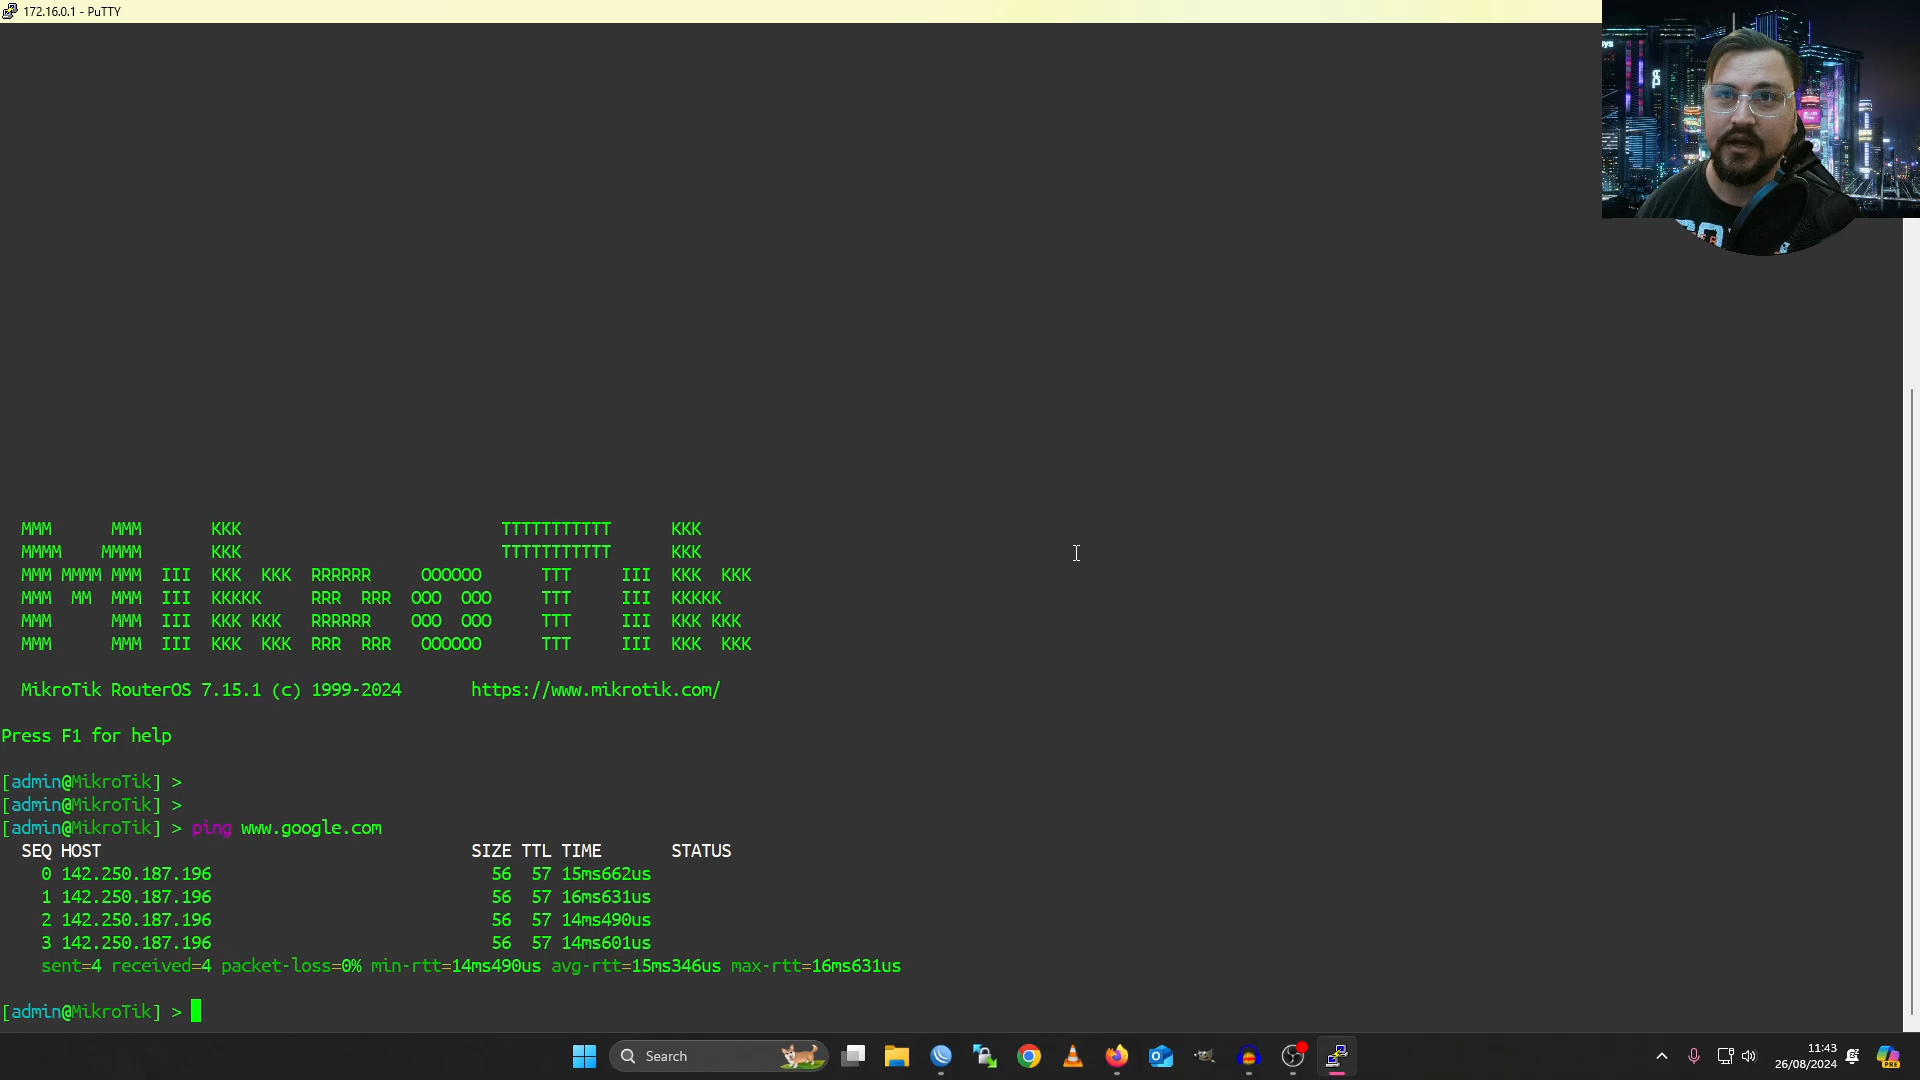 172.16.0.1 - PuTTY
MMM      MMM       KKK                          TTTTTTTTTTT      KKK
MMMM    MMMM       KKK                          TTTTTTTTTTT      KKK
MMM MMMM MMM  III  KKK  KKK  RRRRRR     OOOOOO      TTT     III  KKK  KKK
MMM  MM  MMM  III  KKKKK     RRR  RRR  OOO  OOO     TTT     III  KKKKK
MMM      MMM  III  KKK KKK   RRRRRR    OOO  OOO     TTT     III  KKK KKK
MMM      MMM  III  KKK  KKK  RRR  RRR   OOOOOO      TTT     III  KKK  KKK
MikroTik RouterOS 7.15.1 (c) 1999-2024       https://www.mikrotik.com/
Press F1 for help
[admin@MikroTik] >
[admin@MikroTik] >
[admin@MikroTik] > ping www.google.com
SEQ HOST                                     SIZE TTL TIME       STATUS
0 142.250.187.196                            56  57 15ms662us
1 142.250.187.196                            56  57 16ms631us
2 142.250.187.196                            56  57 14ms490us
3 142.250.187.196                            56  57 14ms601us
sent=4 received=4 packet-loss=0% min-rtt=14ms490us avg-rtt=15ms346us max-rtt=16ms631us
[admin@MikroTik] >
Search
11:43
26/08/2024
PRE